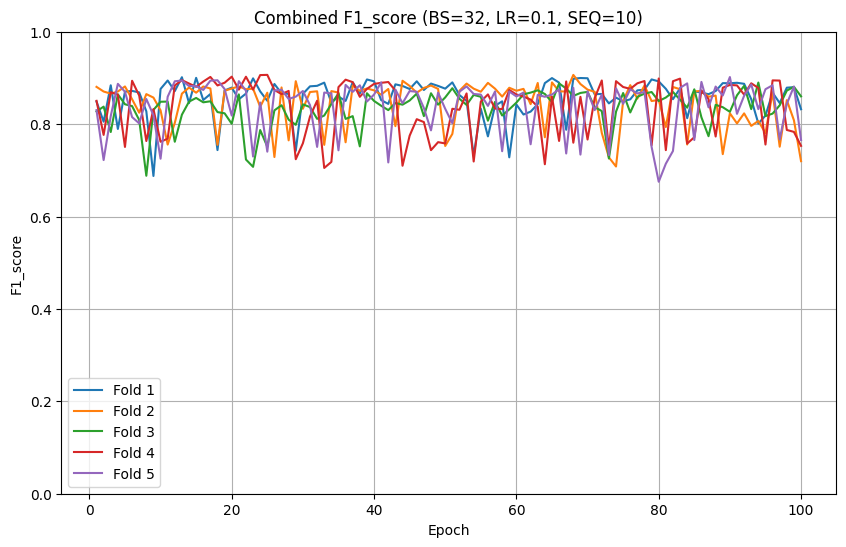 Combined F1_score (BS=32, LR=0.1, SEQ=10)
F1_score
1.0
0.8
0.6
0.4
0.2
0.0
Fold 1
Fold 2
Fold 3
Fold 4
Fold 5
0 20 40 60 80 100
Epoch